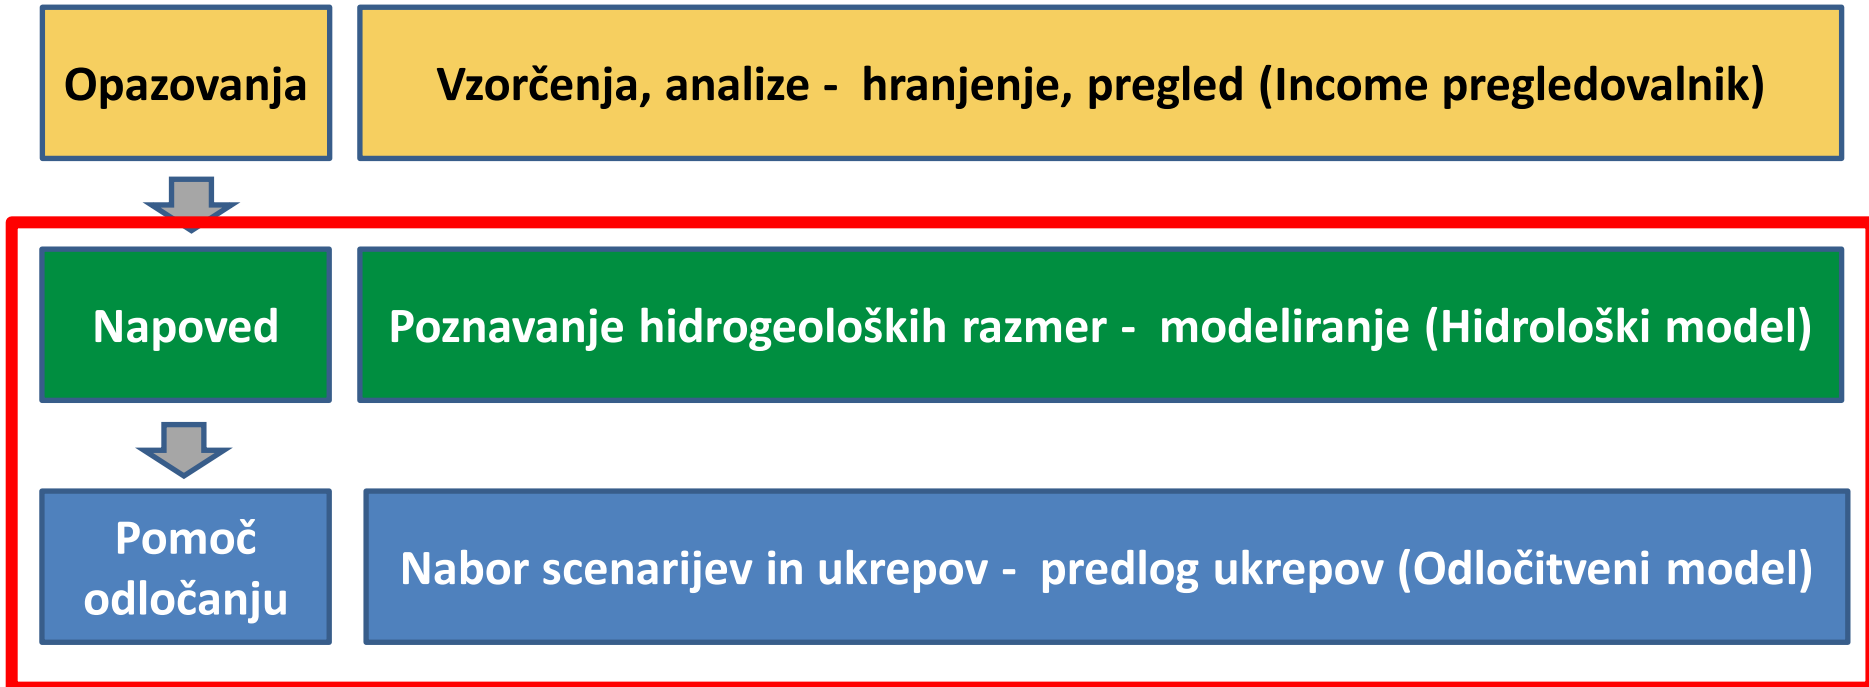 Opazovanja
Vzorčenja, analize -  hranjenje, pregled (Income pregledovalnik)
Napoved
Poznavanje hidrogeoloških razmer -  modeliranje (Hidrološki model)
Pomoč
odločanju
Nabor scenarijev in ukrepov -  predlog ukrepov (Odločitveni model)